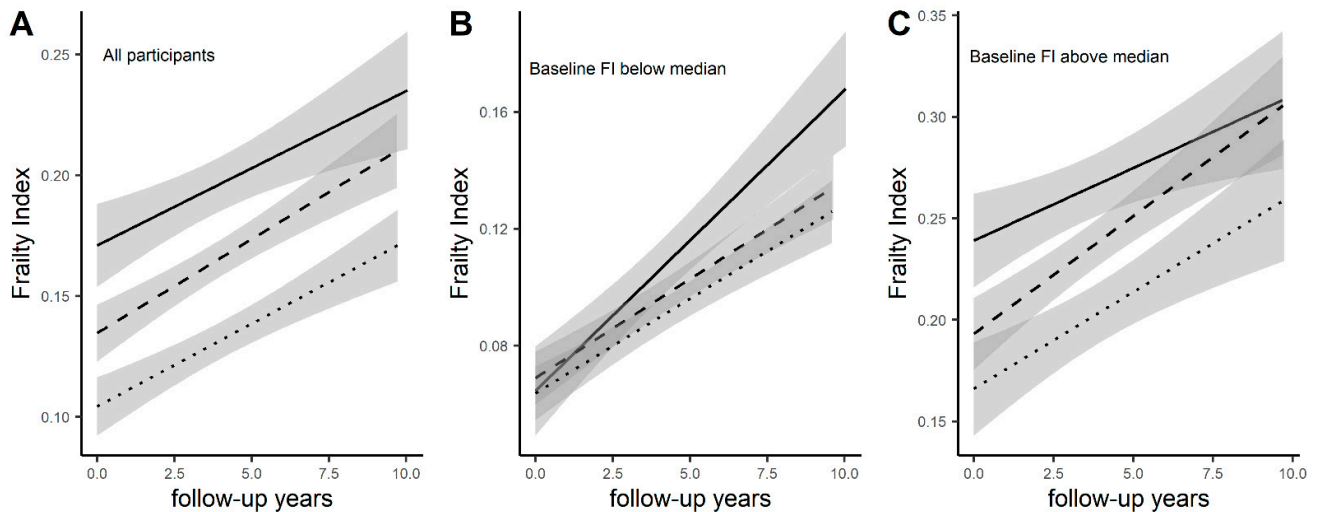 A
All participants
0.25
0.20
0.15
0.10
Frailty Index
0.0 2.5 5.0 7.5 10.0
follow-up years
B
Baseline FI below median
0.16
0.12
0.08
Frailty Index
0.0 2.5 5.0 7.5 10.0
follow-up years
C
0.35
Baseline FI above median
0.30
0.25
0.20
0.15
Frailty Index
0.0 2.5 5.0 7.5 10.0
follow-up years